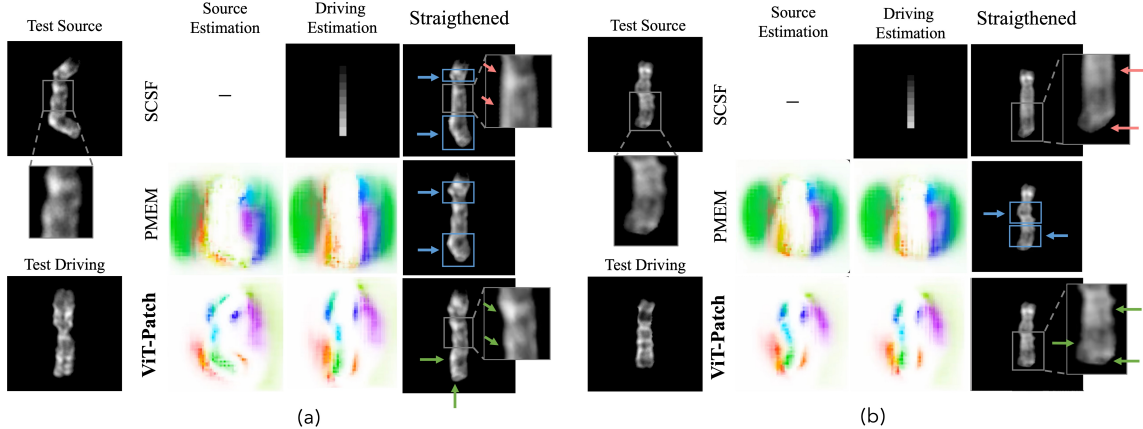 Test Source
Source
Estimation
Driving
Estimation
Straigthened
SCSF
–
PMEM
Test Driving
ViT-Patch
(a)
Test Source
Source
Estimation
Driving
Estimation
Straigthened
SCSF
–
PMEM
Test Driving
ViT-Patch
(b)